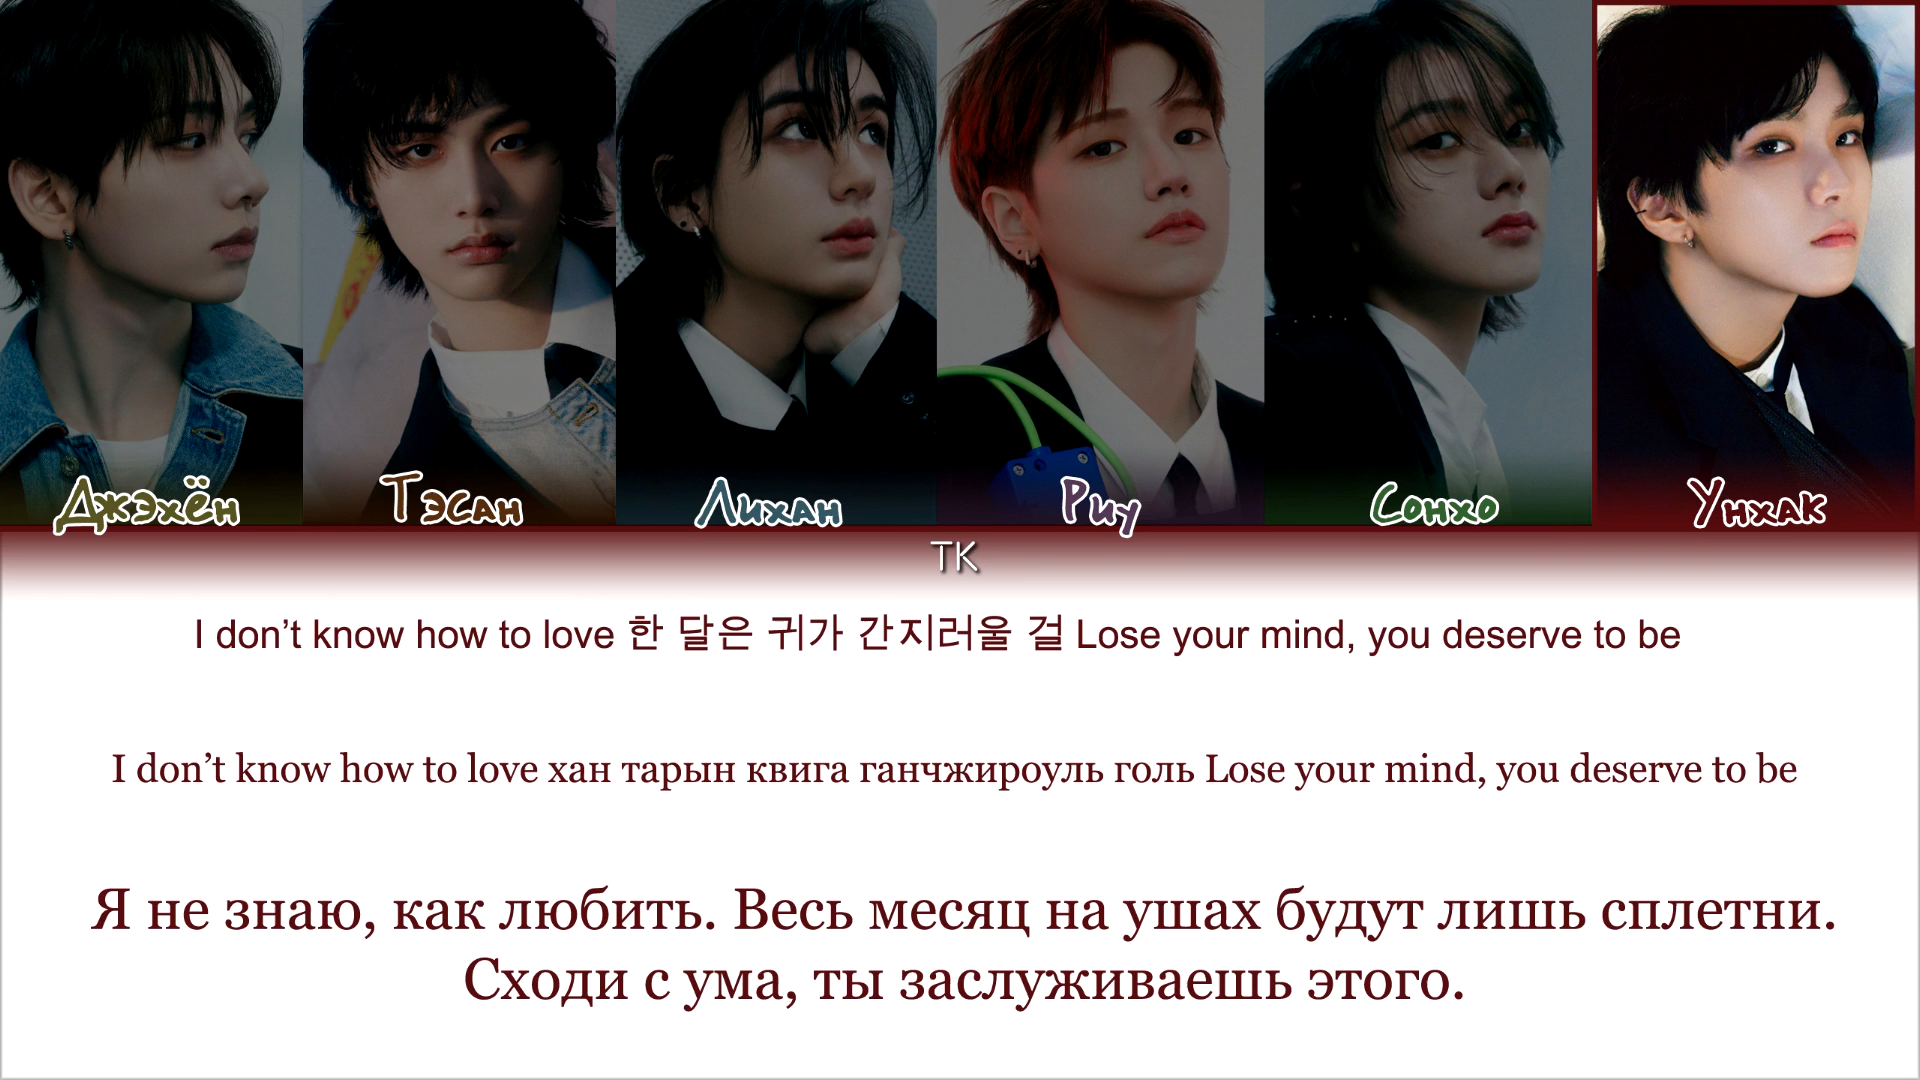 Джэхён Тэсан Лихан Риу Сонхо Унхак
TK
I don’t know how to love 한 달은 귀가 간지러울 걸 Lose your mind, you deserve to be
I don’t know how to love хан тарын квига ганчжироуль голь Lose your mind, you deserve to be
Я не знаю, как любить. Весь месяц на ушах будут лишь сплетни.
Сходи с ума, ты заслуживаешь этого.